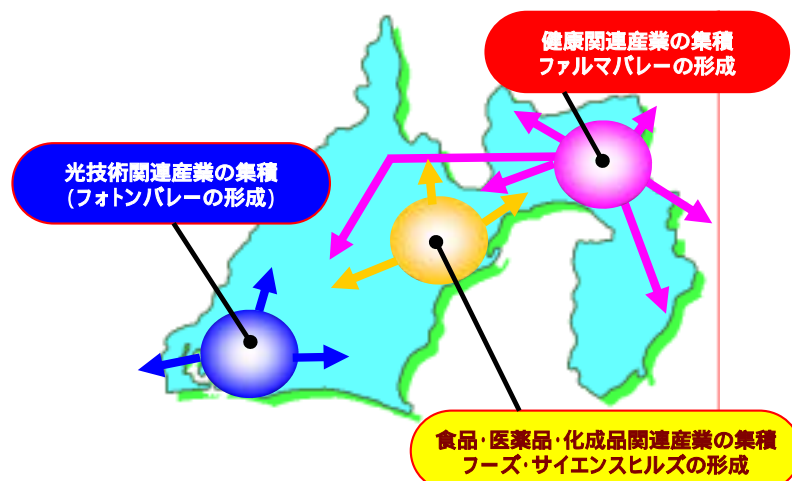 健康関連産業の集積
ファルマバレーの形成
光技術関連産業の集積
(フォトンバレーの形成)
食品・医薬品・化成品関連産業の集積
フーズ・サイエンスヒルズの形成